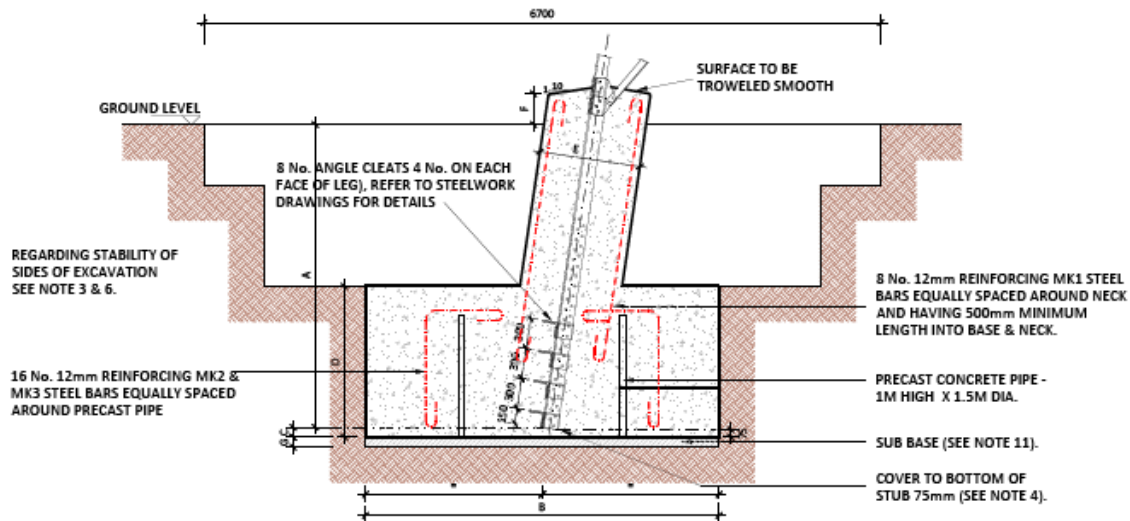 6700
SURFACE TO BE
TROWELED SMOOTH
1 10
F
GROUND LEVEL
E
8 No. ANGLE CLEATS 4 No. ON EACH
FACE OF LEG), REFER TO STEELWORK
DRAWINGS FOR DETAILS
A
REGARDING STABILITY OF
SIDES OF EXCAVATION
SEE NOTE 3 & 6.
8 No. 12mm REINFORCING MK1 STEEL
BARS EQUALLY SPACED AROUND NECK
AND HAVING 500mm MINIMUM
LENGTH INTO BASE & NECK.
D
300
150
16 No. 12mm REINFORCING MK2 &
MK3 STEEL BARS EQUALLY SPACED
AROUND PRECAST PIPE
PRECAST CONCRETE PIPE -
1M HIGH X 1.5M DIA.
C
G
SUB BASE (SEE NOTE 11).
COVER TO BOTTOM OF
STUB 75mm (SEE NOTE 4).
B